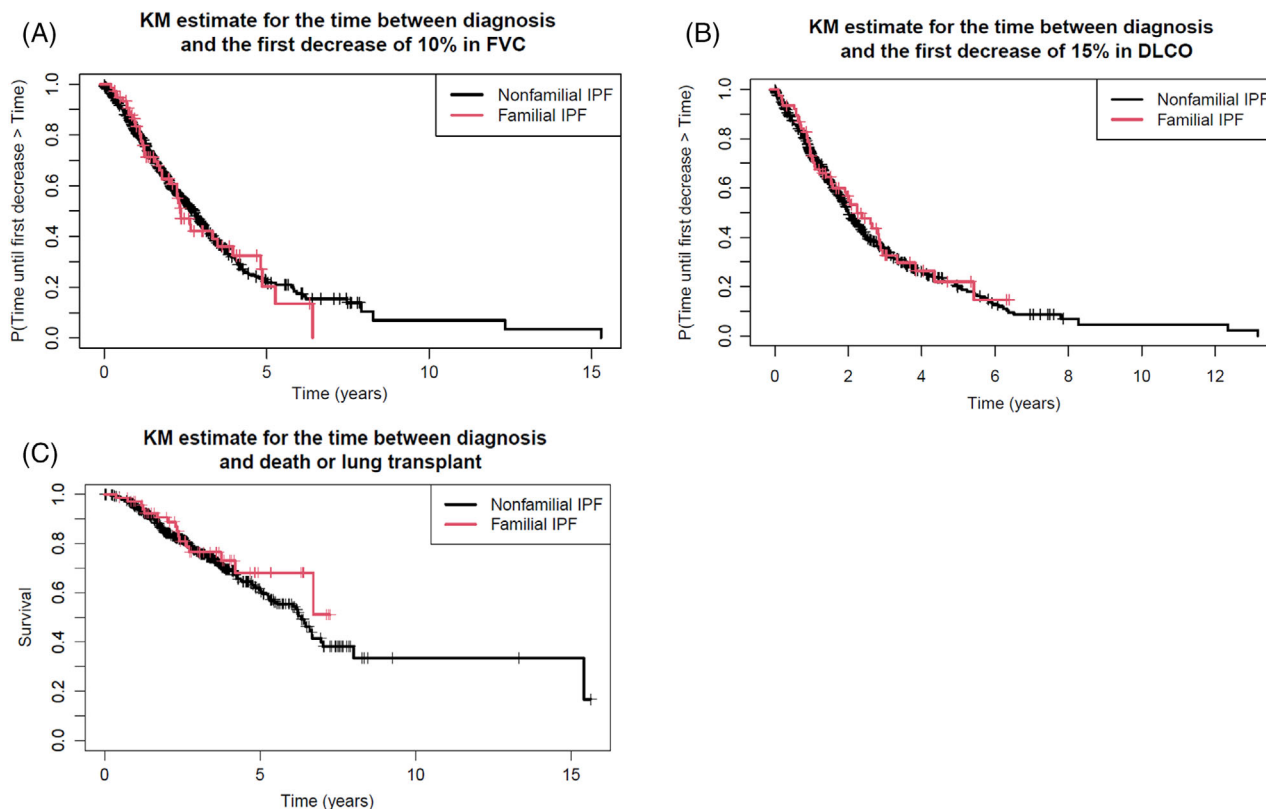 (A)
KM estimate for the time between diagnosis
and the first decrease of 10% in FVC
P(Time until first decrease > Time)
1.0
0.8
0.6
0.4
0.2
0.0
Nonfamilial IPF
Familial IPF
0 5 10 15
Time (years)
(B)
KM estimate for the time between diagnosis
and the first decrease of 15% in DLCO
P(Time until first decrease > Time)
1.0
0.8
0.6
0.4
0.2
0.0
Nonfamilial IPF
Familial IPF
0 2 4 6 8 10 12
Time (years)
(C)
KM estimate for the time between diagnosis
and death or lung transplant
Survival
1.0
0.8
0.6
0.4
0.2
0.0
Nonfamilial IPF
Familial IPF
0 5 10 15
Time (years)